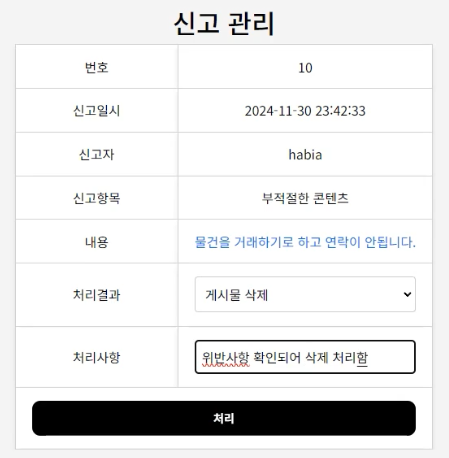 신고 관리
번호 10
신고일시 2024-11-30 23:42:33
신고자 habia
신고항목 부적절한 콘텐츠
내용 물건을 거래하기로 하고 연락이 안됩니다.
처리결과 게시물 삭제
처리사항 위반사항 확인되어 삭제 처리함
처리